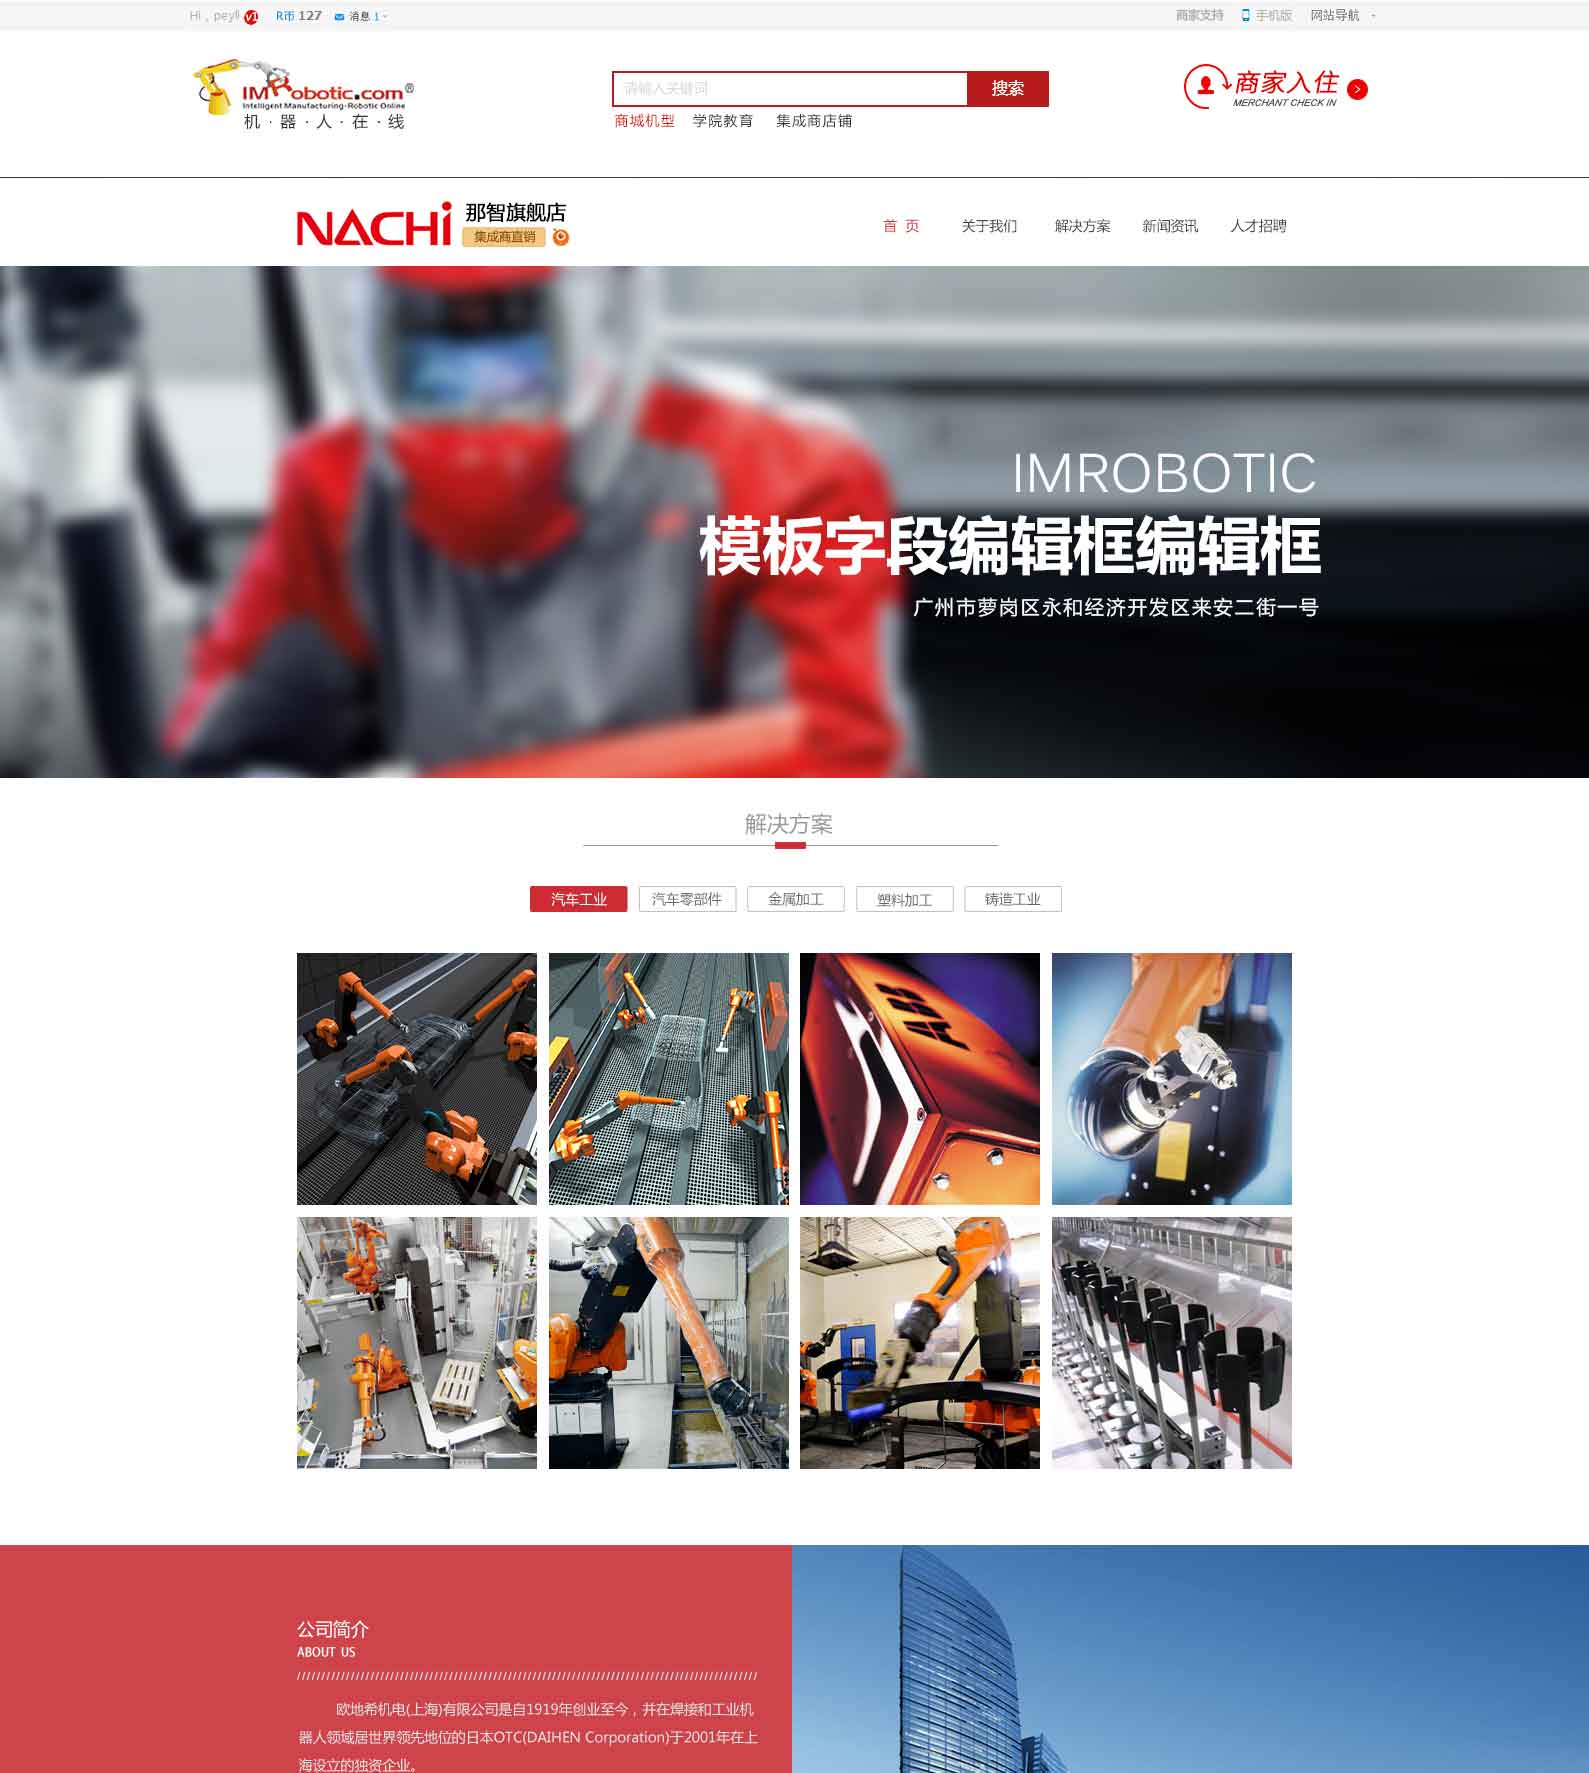 Hi，peyli V1 R币 127 消息 1
商家支持 手机版 网站导航
IMRobotic.com®
Intelligent Manufacturing-Robotic Online
机·器·人·在·线
请输入关键词 搜索
商城机型 学院教育 集成商店铺
商家入住
MERCHANT CHECK IN
NACHi 那智旗舰店
集成商直销
首 页 关于我们 解决方案 新闻资讯 人才招聘
IMROBOTIC
模板字段编辑框编辑框
广州市萝岗区永和经济开发区来安二街一号
解决方案
汽车工业 汽车零部件 金属加工 塑料加工 铸造工业
公司简介
ABOUT US
欧地希机电(上海)有限公司是自1919年创业至今，并在焊接和工业机
器人领域居世界领先地位的日本OTC(DAIHEN Corporation)于2001年在上
海设立的独资企业。